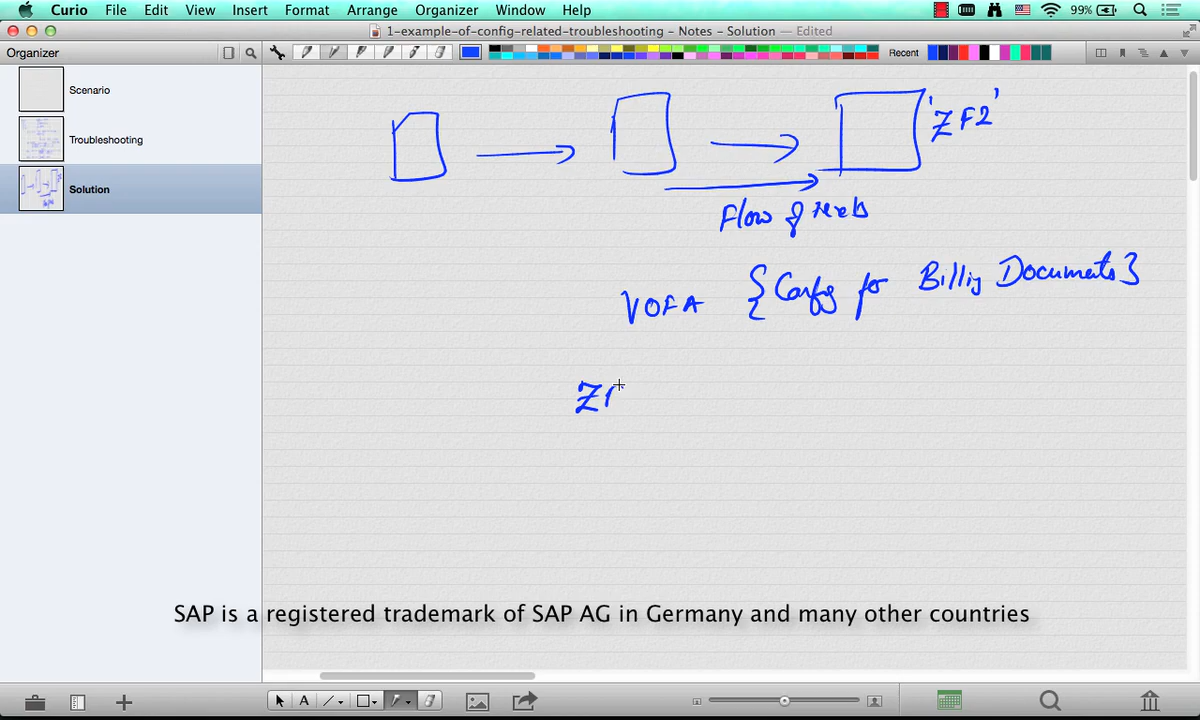 Curio File Edit View Insert Format Arrange Organizer Window Help 99%
1-example-of-config-related-troubleshooting - Notes - Solution — Edited
Organizer
Recent
Scenario
Troubleshooting
Solution
'ZF2'
Flow of texts
VOFA {Config for Billing Documents}
SAP is a registered trademark of SAP AG in Germany and many other countries
A